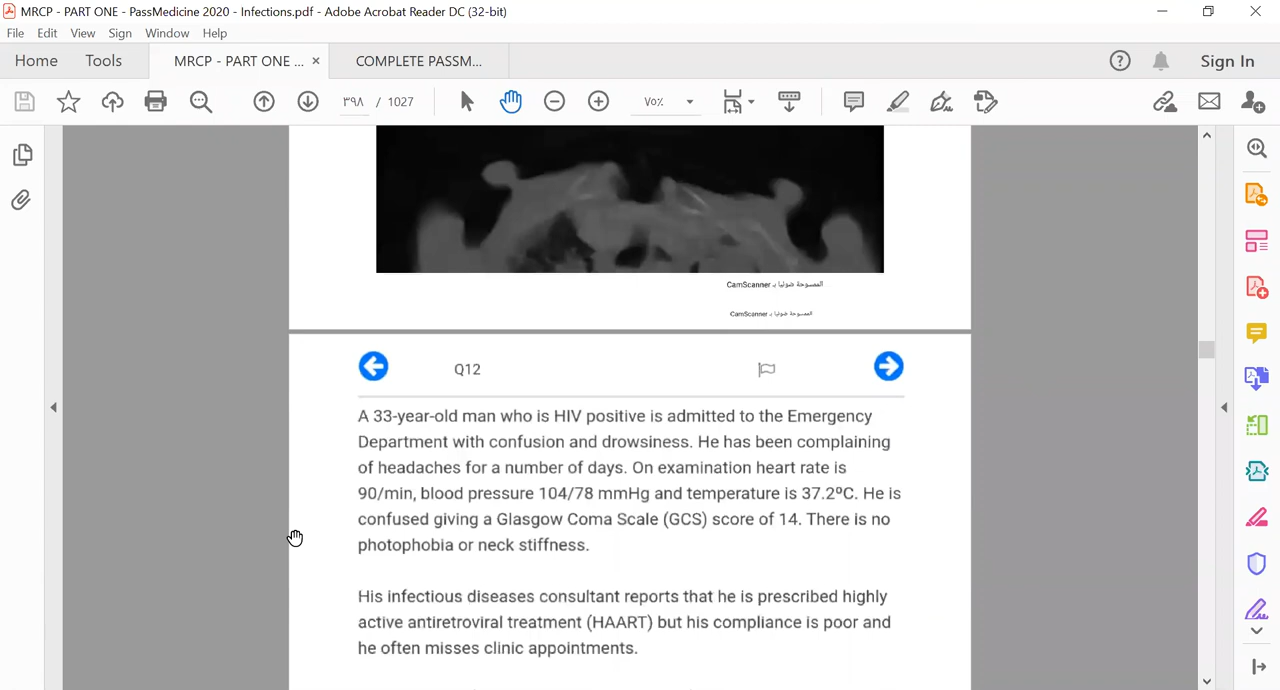 MRCP - PART ONE - PassMedicine 2020 - Infections.pdf - Adobe Acrobat Reader DC (32-bit)
File Edit View Sign Window Help
Home Tools MRCP - PART ONE ... × COMPLETE PASSM... Sign In
٣٩٨ / 1027 ٧٥٪
الممسوحة ضوئيا بـ CamScanner
الممسوحة ضوئيا بـ CamScanner
Q12
A 33-year-old man who is HIV positive is admitted to the Emergency
Department with confusion and drowsiness. He has been complaining
of headaches for a number of days. On examination heart rate is
90/min, blood pressure 104/78 mmHg and temperature is 37.2ºC. He is
confused giving a Glasgow Coma Scale (GCS) score of 14. There is no
photophobia or neck stiffness.
His infectious diseases consultant reports that he is prescribed highly
active antiretroviral treatment (HAART) but his compliance is poor and
he often misses clinic appointments.